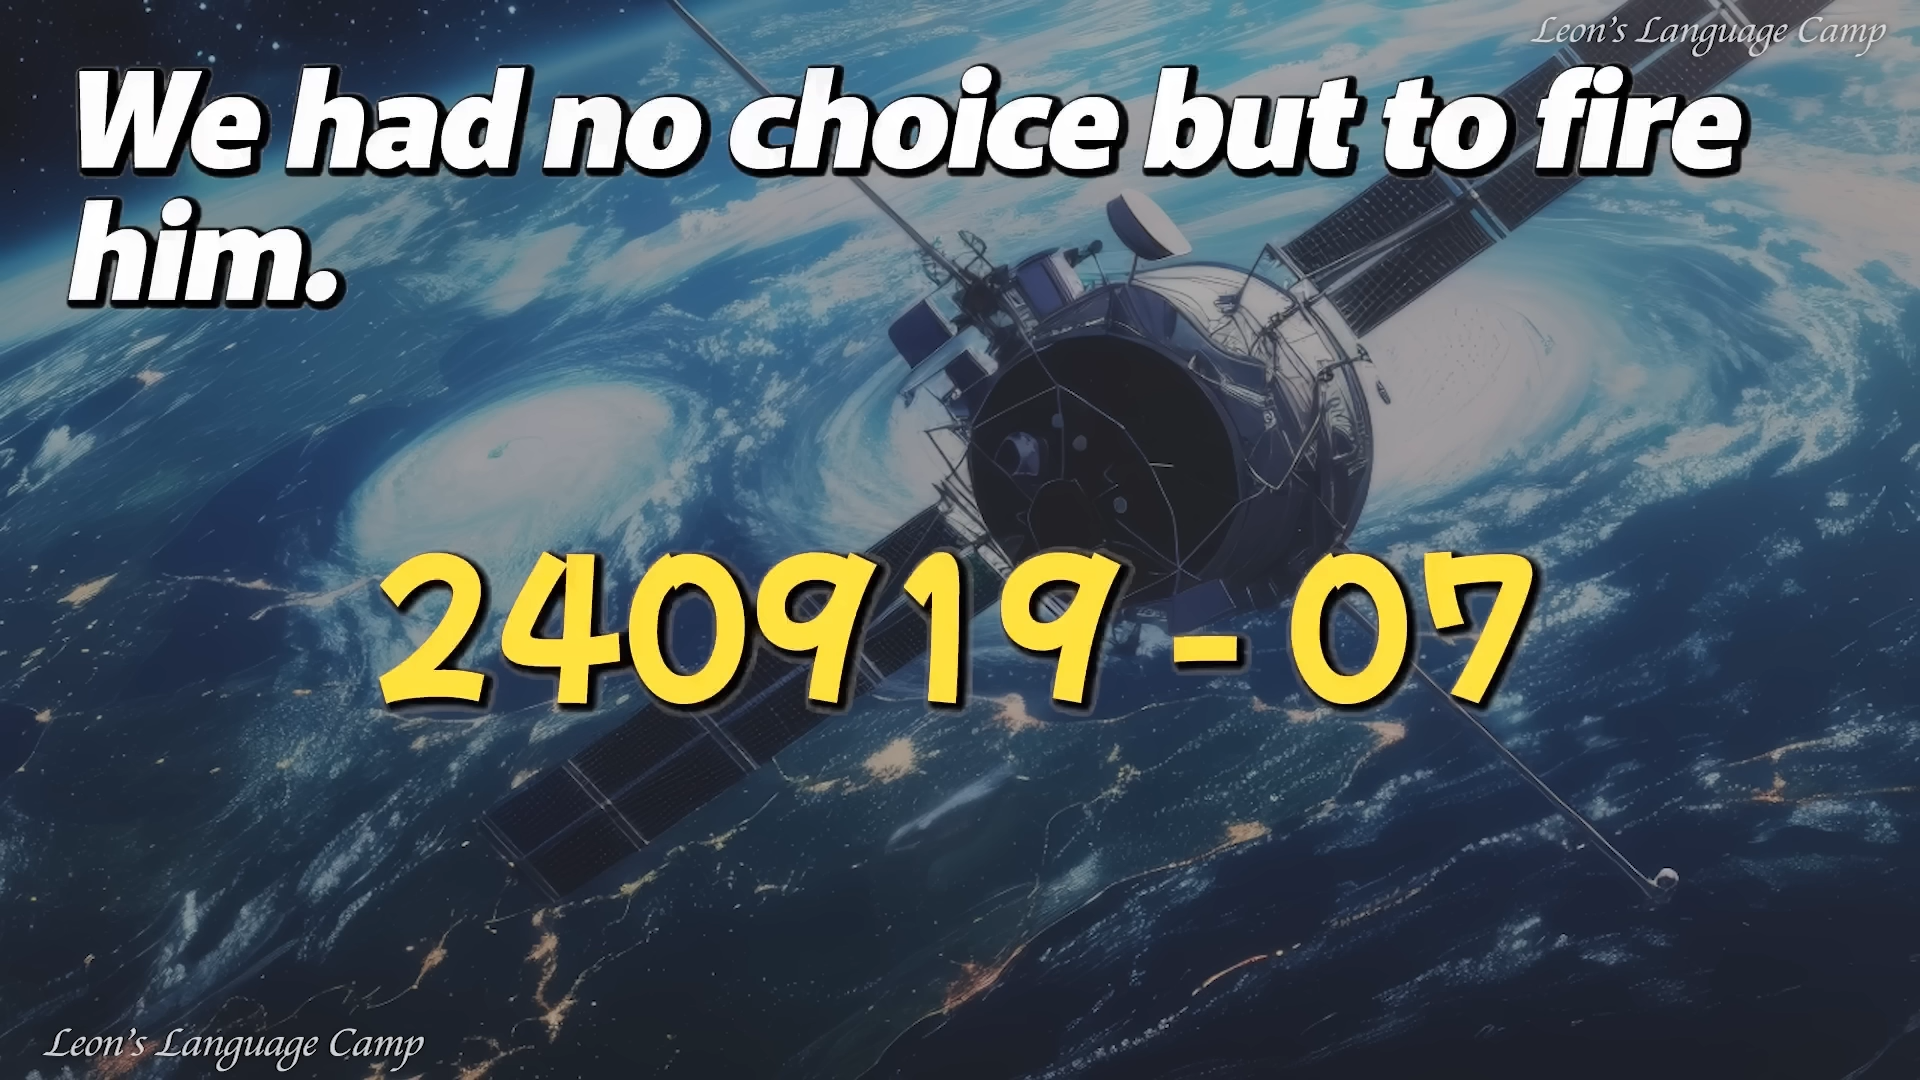 Leon's Language Camp
We had no choice but to fire
him.
240919-07
Leon's Language Camp